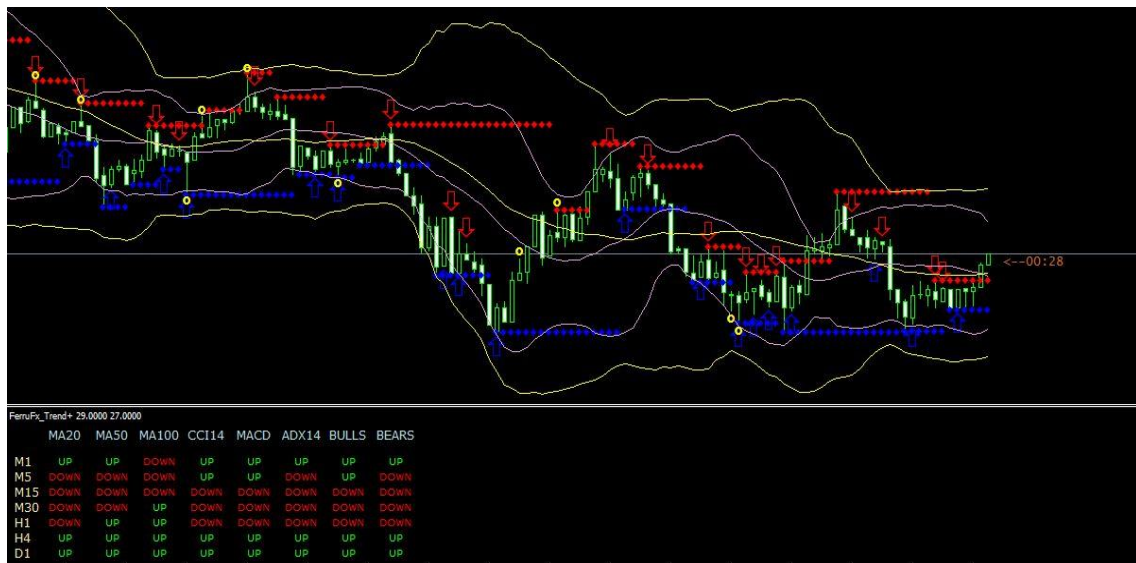 <--00:28
FerruFx_Trend+ 29.0000 27.0000
MA20 MA50 MA100 CCI14 MACD ADX14 BULLS BEARS
M1 UP UP DOWN UP UP UP UP UP
M5 DOWN DOWN DOWN UP UP DOWN UP DOWN
M15 DOWN DOWN DOWN DOWN DOWN DOWN DOWN DOWN
M30 DOWN DOWN UP DOWN DOWN DOWN DOWN DOWN
H1 DOWN UP UP DOWN DOWN DOWN DOWN DOWN
H4 UP UP UP UP UP UP UP UP
D1 UP UP UP UP UP UP UP UP